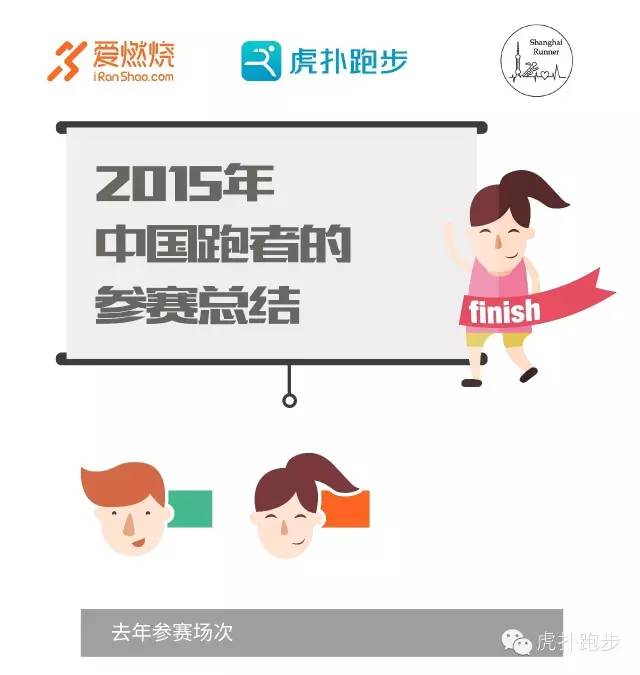 爱燃烧
iRanShao.com
虎扑跑步
Shanghai
Runner
2015年
中国跑者的
参赛总结
finish
去年参赛场次
虎扑跑步